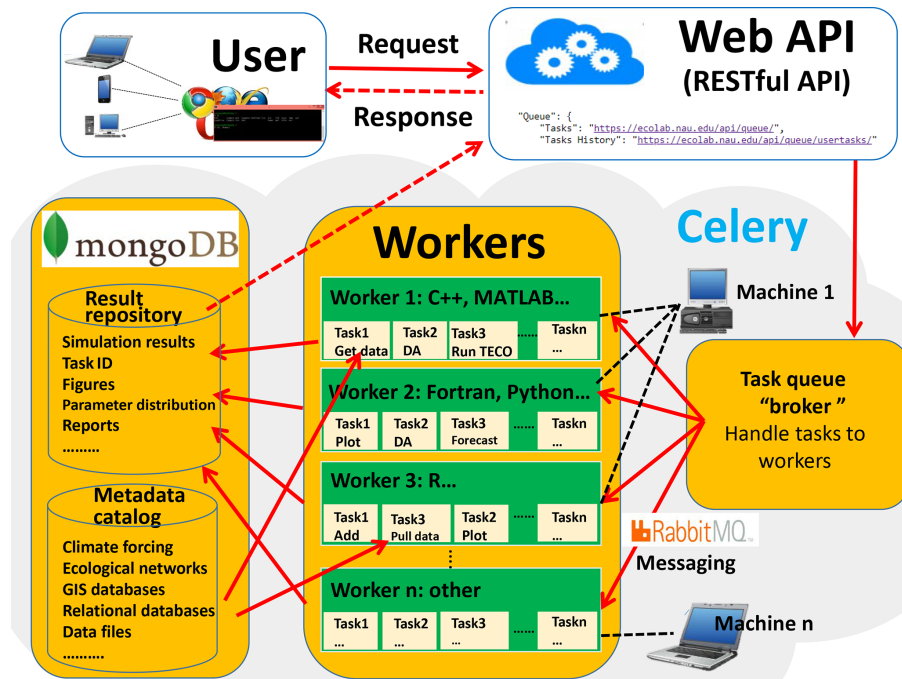 User
Request
Response
Web API
(RESTful API)
"Queue": {
"Tasks": "https://ecolab.nau.edu/api/queue/",
"Tasks History": "https://ecolab.nau.edu/api/queue/usertasks/"
mongoDB
Result
repository
Simulation results
Task ID
Figures
Parameter distribution
Reports
.........
Metadata
catalog
Climate forcing
Ecological networks
GIS databases
Relational databases
Data files
..........
Workers
Worker 1: C++, MATLAB...
Task1 Task2 Task3 ...... Taskn
Get data DA Run TECO ...
Worker 2: Fortran, Python...
Task1 Task2 Task3 ...... Taskn
Plot DA Forecast ...
Worker 3: R...
Task1 Task3 Task2 ...... Taskn
Add Pull data Plot ...
Worker n: other
Task1 Task2 Task3 ...... Taskn
... ... ... ...
Celery
Machine 1
Task queue
“broker ”
Handle tasks to
workers
RabbitMQ
Messaging
Machine n